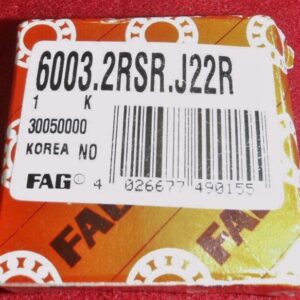 6003.2RSR.J22R
1 K
30050000
KOREA NO
FAG 4 026677 490155
FAG
FAG